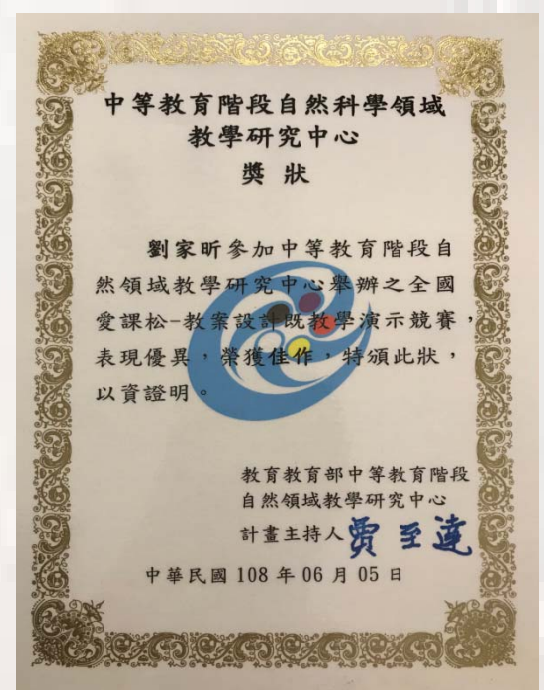 中等教育階段自然科學領域
教學研究中心
獎狀
劉家昕參加中等教育階段自
然領域教學研究中心舉辦之全國
愛課松-教案設計既教學演示競賽，
表現優異，榮獲佳作，特頒此狀，
以資證明。
教育教育部中等教育階段
自然領域教學研究中心
計畫主持人賈至達
中華民國 108 年 06 月 05 日